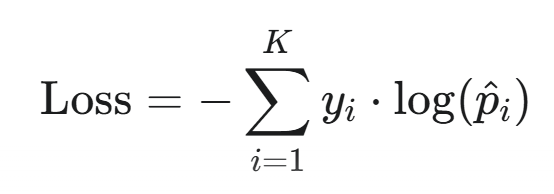 Loss = − ∑_{i=1}^{K} y_i · log(p̂_i)